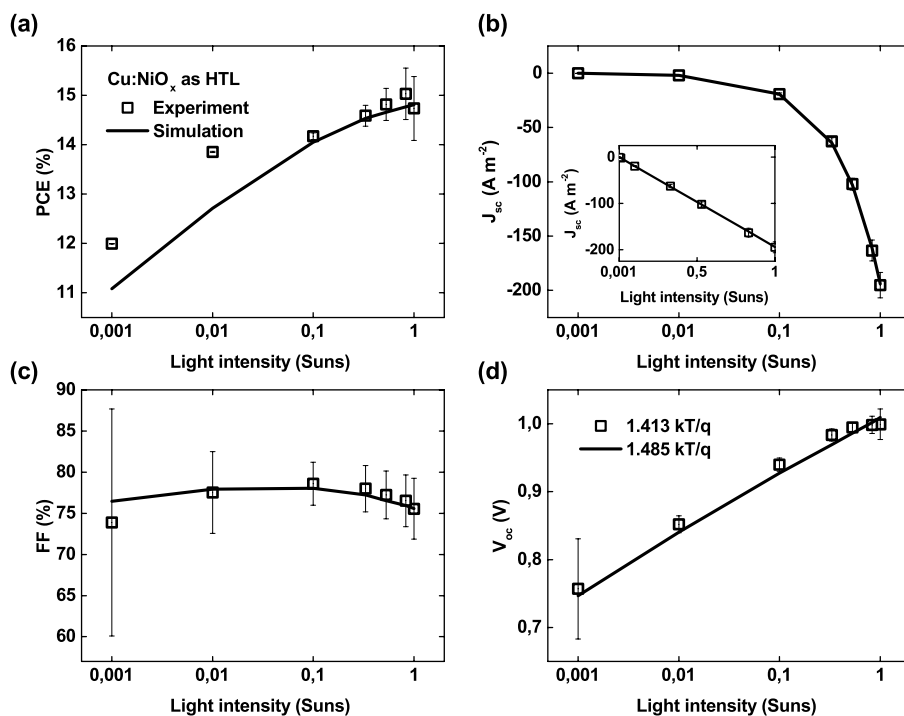 (a)
16
15
14
13
12
11
PCE (%)
Cu:NiOₓ as HTL
Experiment
Simulation
0,001
0,01
0,1
1
Light intensity (Suns)
(b)
0
-50
-100
-150
-200
J_sc (A m⁻²)
0
-100
-200
J_sc (A m⁻²)
0,001
0,5
1
Light intensity (Suns)
0,001
0,01
0,1
1
Light intensity (Suns)
(c)
90
85
80
75
70
65
60
FF (%)
0,001
0,01
0,1
1
Light intensity (Suns)
(d)
1,0
0,9
0,8
0,7
V_oc (V)
1.413 kT/q
1.485 kT/q
0,001
0,01
0,1
1
Light intensity (Suns)